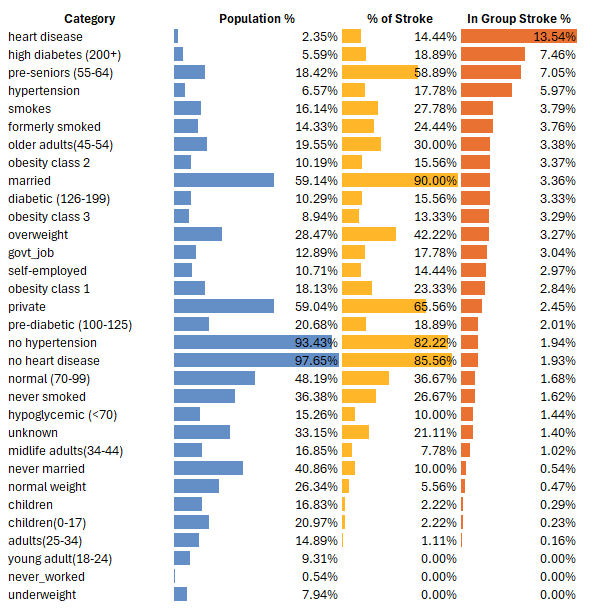 Category Population % % of Stroke In Group Stroke %
heart disease 2.35% 14.44% 13.54%
high diabetes (200+) 5.59% 18.89% 7.46%
pre-seniors (55-64) 18.42% 58.89% 7.05%
hypertension 6.57% 17.78% 5.97%
smokes 16.14% 27.78% 3.79%
formerly smoked 14.33% 24.44% 3.76%
older adults(45-54) 19.55% 30.00% 3.38%
obesity class 2 10.19% 15.56% 3.37%
married 59.14% 90.00% 3.36%
diabetic (126-199) 10.29% 15.56% 3.33%
obesity class 3 8.94% 13.33% 3.29%
overweight 28.47% 42.22% 3.27%
govt_job 12.89% 17.78% 3.04%
self-employed 10.71% 14.44% 2.97%
obesity class 1 18.13% 23.33% 2.84%
private 59.04% 65.56% 2.45%
pre-diabetic (100-125) 20.68% 18.89% 2.01%
no hypertension 93.43% 82.22% 1.94%
no heart disease 97.65% 85.56% 1.93%
normal (70-99) 48.19% 36.67% 1.68%
never smoked 36.38% 26.67% 1.62%
hypoglycemic (<70) 15.26% 10.00% 1.44%
unknown 33.15% 21.11% 1.40%
midlife adults(34-44) 16.85% 7.78% 1.02%
never married 40.86% 10.00% 0.54%
normal weight 26.34% 5.56% 0.47%
children 16.83% 2.22% 0.29%
children(0-17) 20.97% 2.22% 0.23%
adults(25-34) 14.89% 1.11% 0.16%
young adult(18-24) 9.31% 0.00% 0.00%
never_worked 0.54% 0.00% 0.00%
underweight 7.94% 0.00% 0.00%